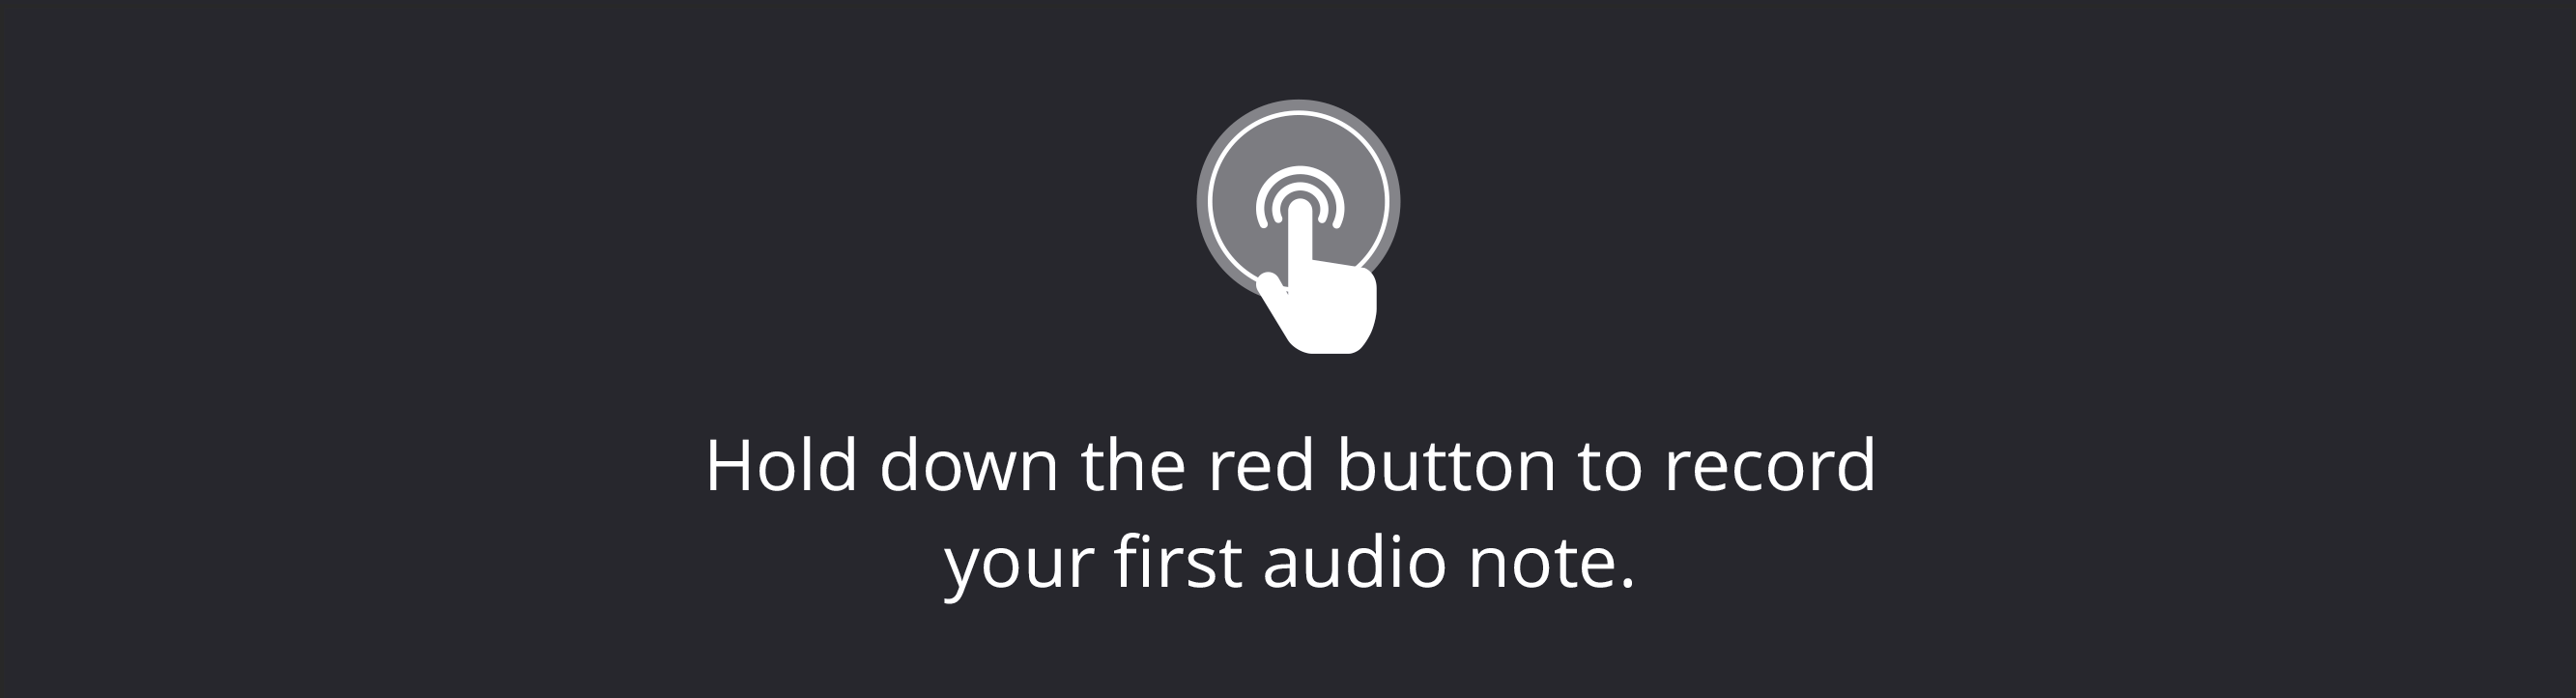 Hold down the red button to record
your first audio note.